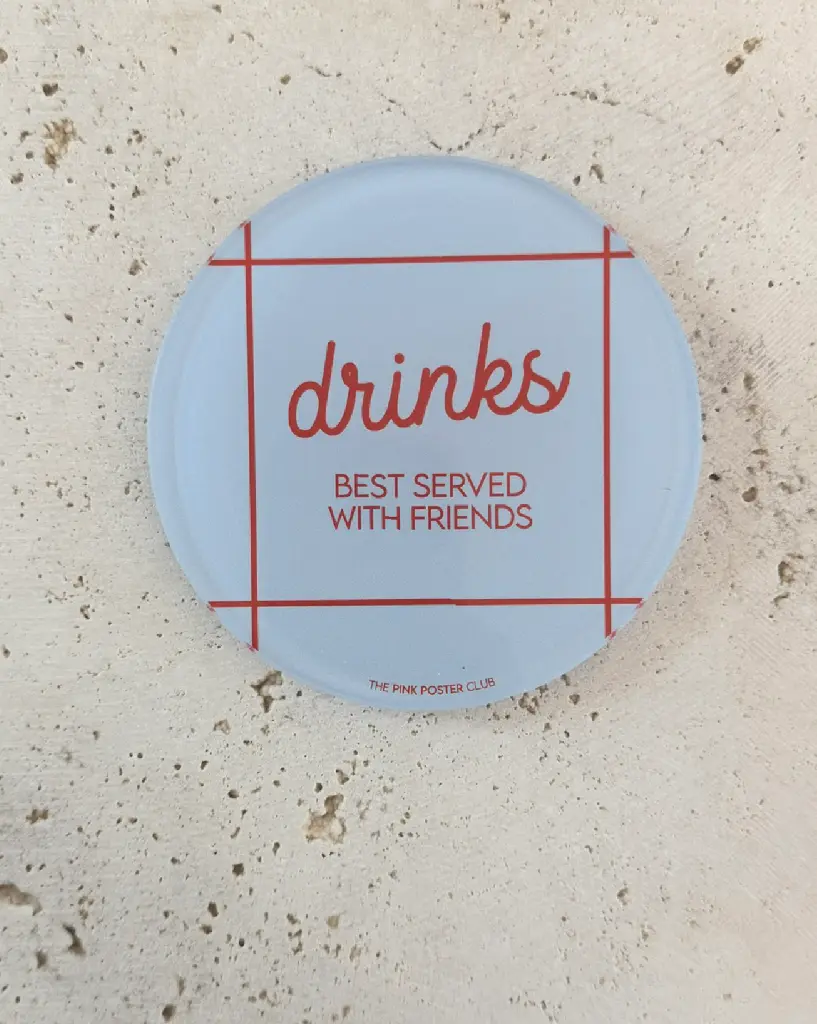 drinks
BEST SERVED
WITH FRIENDS
THE PINK POSTER CLUB